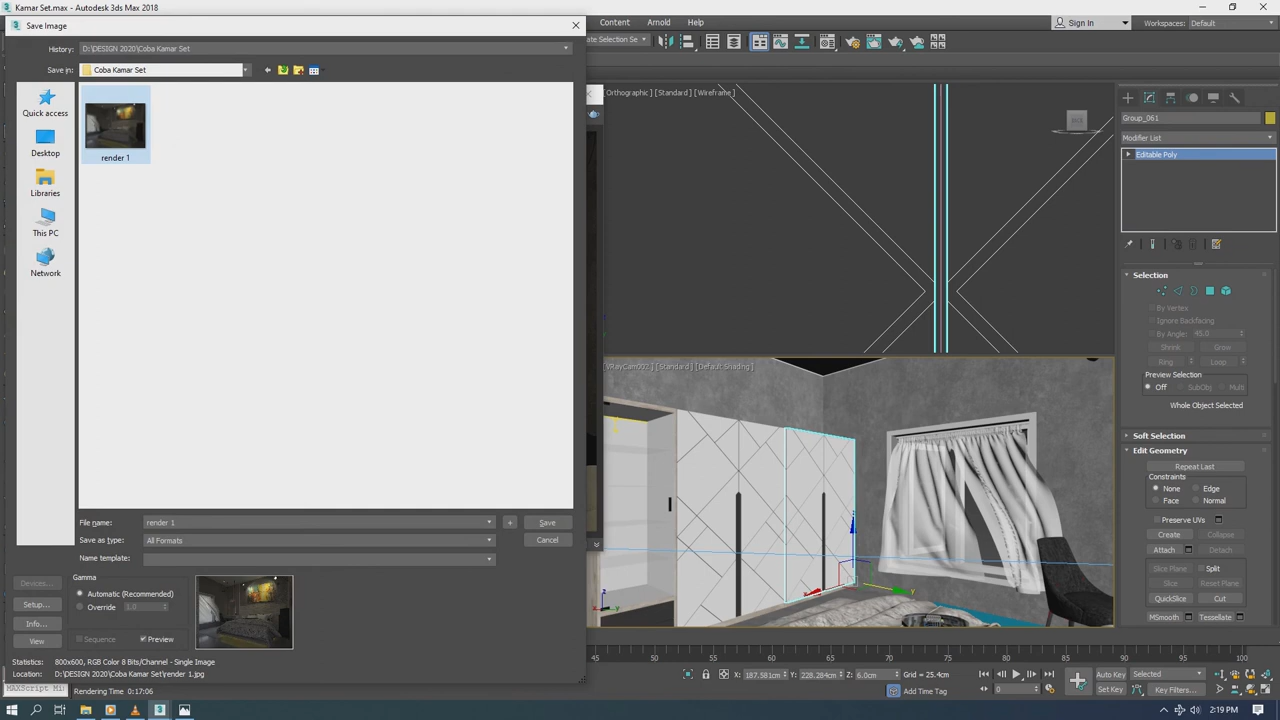 Kamar Set.max - Autodesk 3ds Max 2018
Save Image
Content Arnold Help
Sign In
Workspaces: Default
History: D:\DESIGN 2020\Coba Kamar Set
Save in: Coba Kamar Set
Quick access
Desktop
Libraries
This PC
Network
render 1
File name: render 1
Save
Save as type: All Formats
Cancel
Name template:
Devices...
Setup...
Info...
View
Gamma
Automatic (Recommended)
Override 1.0
Sequence
Preview
Statistics: 800x600, RGB Color 8 Bits/Channel - Single Image
Location: D:\DESIGN 2020\Coba Kamar Set\render 1.jpg
Rendering Time: 0:17:06
[Orthographic] [Standard] [Wireframe]
[Standard] [Default Shading]
Group_061
Modifier List
Editable Poly
Selection
By Vertex
Ignore Backfacing
By Angle: 45.0
Shrink Grow
Ring Loop
Preview Selection
Off SubObj Multi
Whole Object Selected
Soft Selection
Edit Geometry
Repeat Last
Constraints
None Edge
Face Normal
Preserve UVs
Create Collapse
Attach Detach
Slice Plane Split
Slice Reset Plane
QuickSlice Cut
MSmooth Tessellate
45 50 55 60 65 70 75 80 85 90 95 100
X: 187.581cm Y: 228.284cm Z: 6.0cm Grid = 25.4cm
Add Time Tag
0
Auto Key Selected
Set Key Key Filters...
2:19 PM